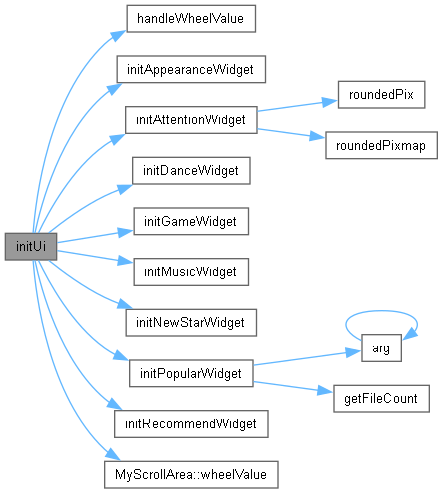 handleWheelValue
initAppearanceWidget
initAttentionWidget
roundedPix
roundedPixmap
initDanceWidget
initUi
initGameWidget
initMusicWidget
initNewStarWidget
initPopularWidget
arg
getFileCount
initRecommendWidget
MyScrollArea::wheelValue